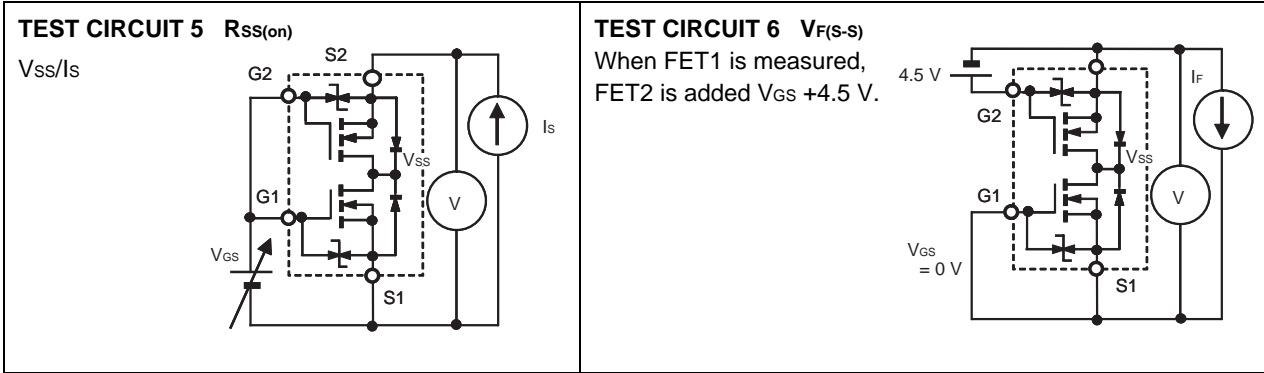 TEST CIRCUIT 5 RSS(on)
VSS/IS
S2
G2
IS
VSS
V
G1
VGS
S1
TEST CIRCUIT 6 VF(S-S)
When FET1 is measured,
FET2 is added VGS +4.5 V.
4.5 V
IF
G2
VSS
G1
V
VGS
= 0 V
S1